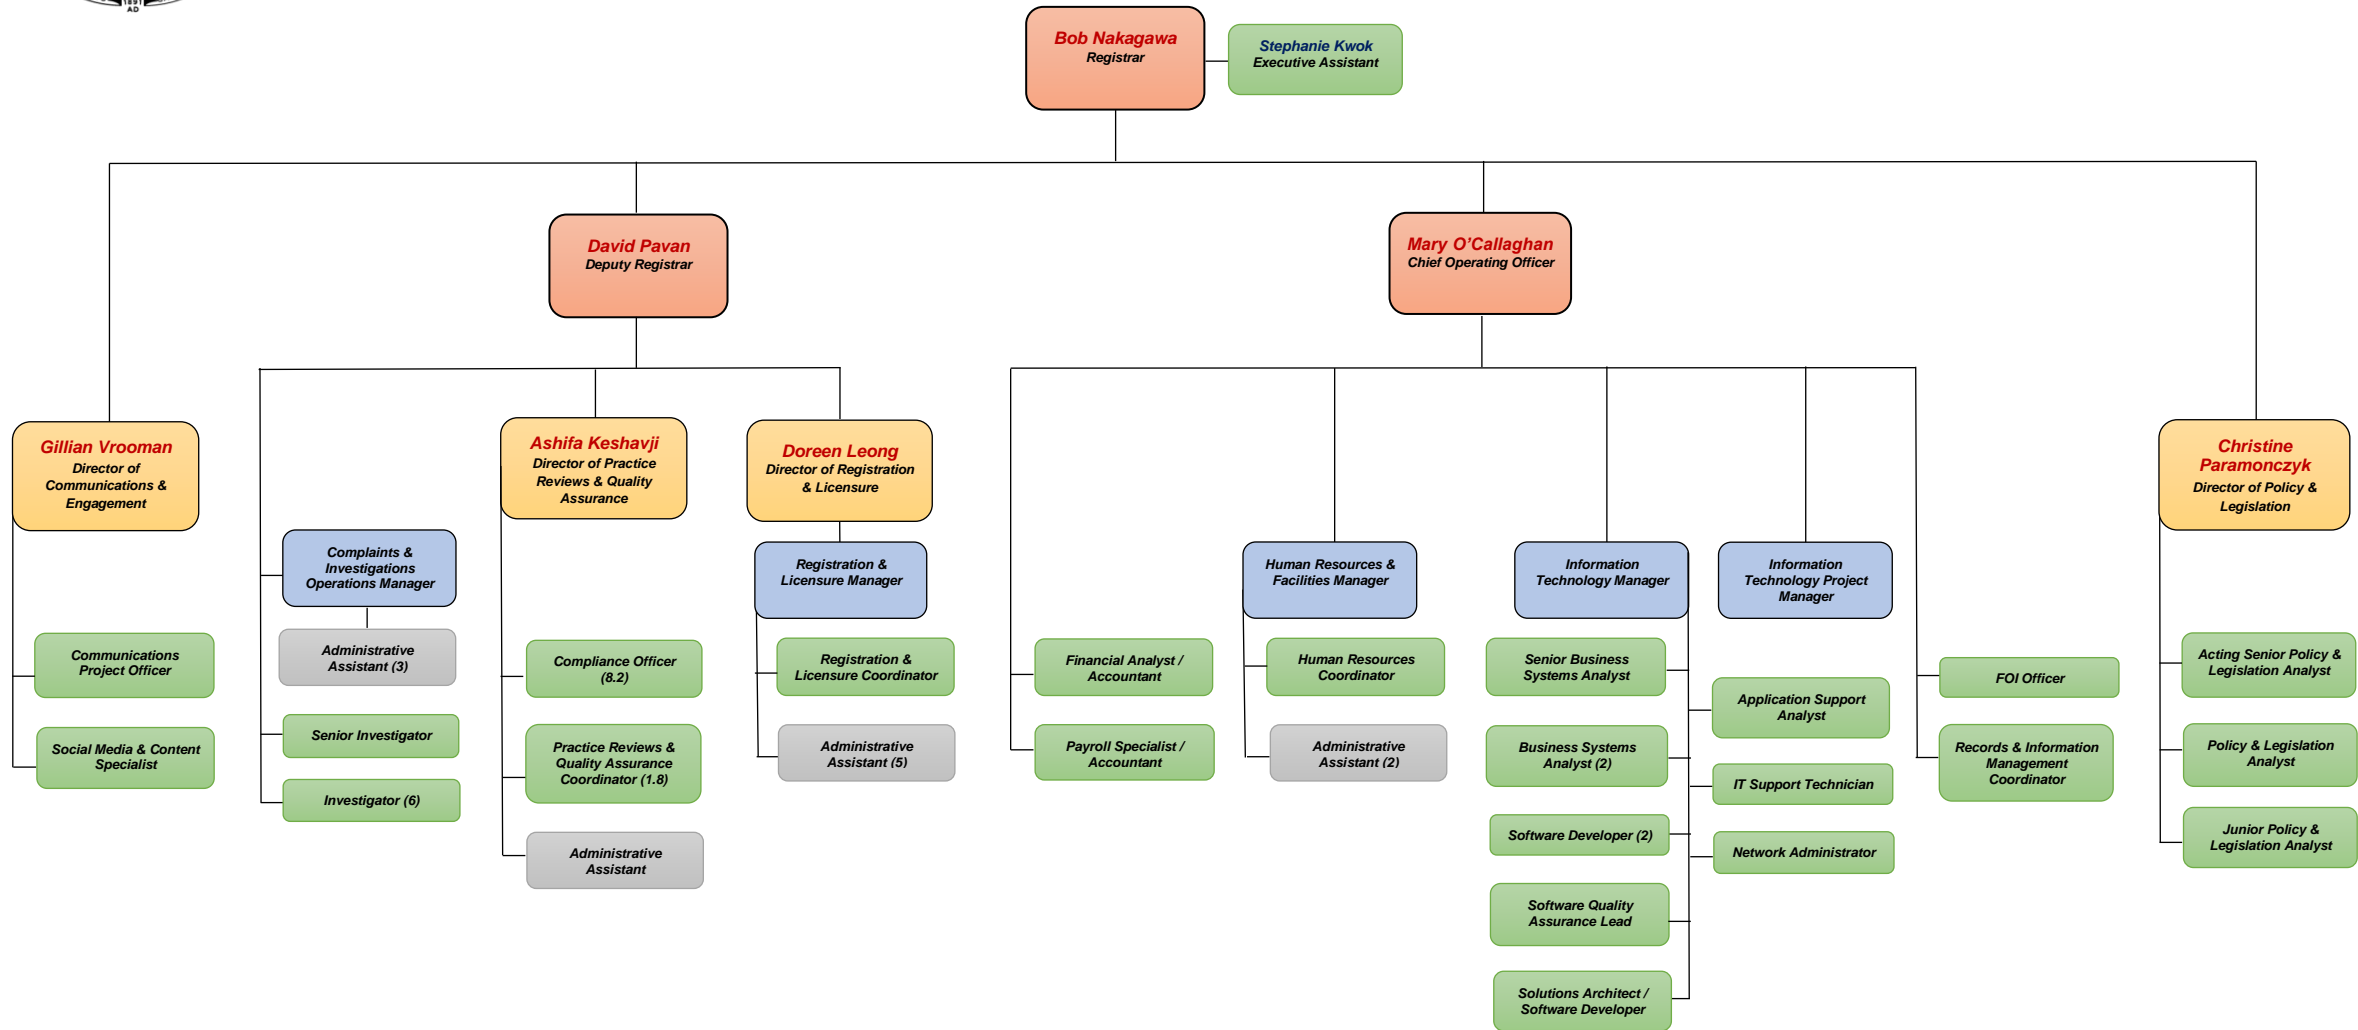 1891
AD
Bob Nakagawa
Registrar
Stephanie Kwok
Executive Assistant
David Pavan
Deputy Registrar
Mary O’Callaghan
Chief Operating Officer
Gillian Vrooman
Director of
Communications &
Engagement
Ashifa Keshavji
Director of Practice
Reviews & Quality
Assurance
Doreen Leong
Director of Registration
& Licensure
Christine
Paramonczyk
Director of Policy &
Legislation
Complaints &
Investigations
Operations Manager
Registration &
Licensure Manager
Human Resources &
Facilities Manager
Information
Technology Manager
Information
Technology Project
Manager
Communications
Project Officer
Social Media & Content
Specialist
Administrative
Assistant (3)
Senior Investigator
Investigator (6)
Compliance Officer
(8.2)
Practice Reviews &
Quality Assurance
Coordinator (1.8)
Administrative
Assistant
Registration &
Licensure Coordinator
Administrative
Assistant (5)
Financial Analyst /
Accountant
Payroll Specialist /
Accountant
Human Resources
Coordinator
Administrative
Assistant (2)
Senior Business
Systems Analyst
Business Systems
Analyst (2)
Software Developer (2)
Software Quality
Assurance Lead
Solutions Architect /
Software Developer
Application Support
Analyst
IT Support Technician
Network Administrator
FOI Officer
Records & Information
Management
Coordinator
Acting Senior Policy &
Legislation Analyst
Policy & Legislation
Analyst
Junior Policy &
Legislation Analyst